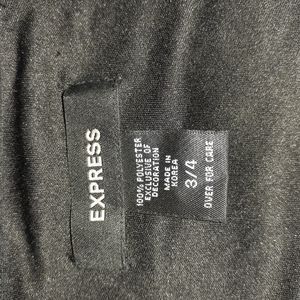 EXPRESS
100% POLYESTER
EXCLUSIVE OF
DECORATION
MADE IN
KOREA
3/4
OVER FOR CARE